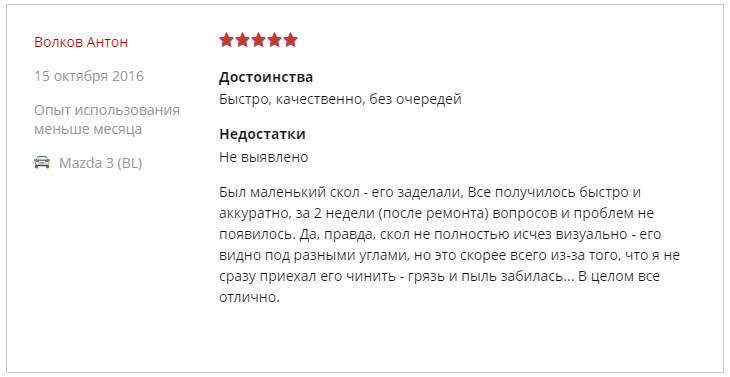 Волков Антон
15 октября 2016
Опыт использования
меньше месяца
Mazda 3 (BL)
Достоинства
Быстро, качественно, без очередей
Недостатки
Не выявлено
Был маленький скол - его заделали, Все получилось быстро и
аккуратно, за 2 недели (после ремонта) вопросов и проблем не
появилось. Да, правда, скол не полностью исчез визуально - его
видно под разными углами, но это скорее всего из-за того, что я не
сразу приехал его чинить - грязь и пыль забилась... В целом все
отлично.